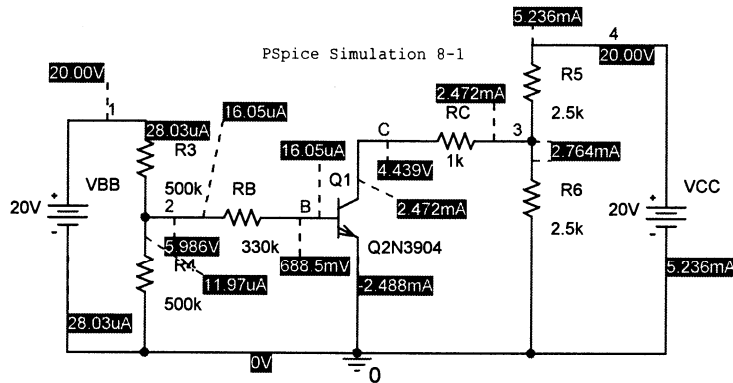 5.236mA
4
PSpice Simulation 8-1
20.00V
20.00V
R5
2.5k
1
16.05uA
2.472mA
RC
28.03uA
R3
500k
16.05uA
C
3
1k
2.764mA
4.439V
VBB
20V
RB
Q1
2.472mA
R6
2.5k
VCC
20V
2
B
5.986V
330k
688.5mV
Q2N3904
R4
500k
11.97uA
-2.488mA
5.236mA
28.03uA
0V
0